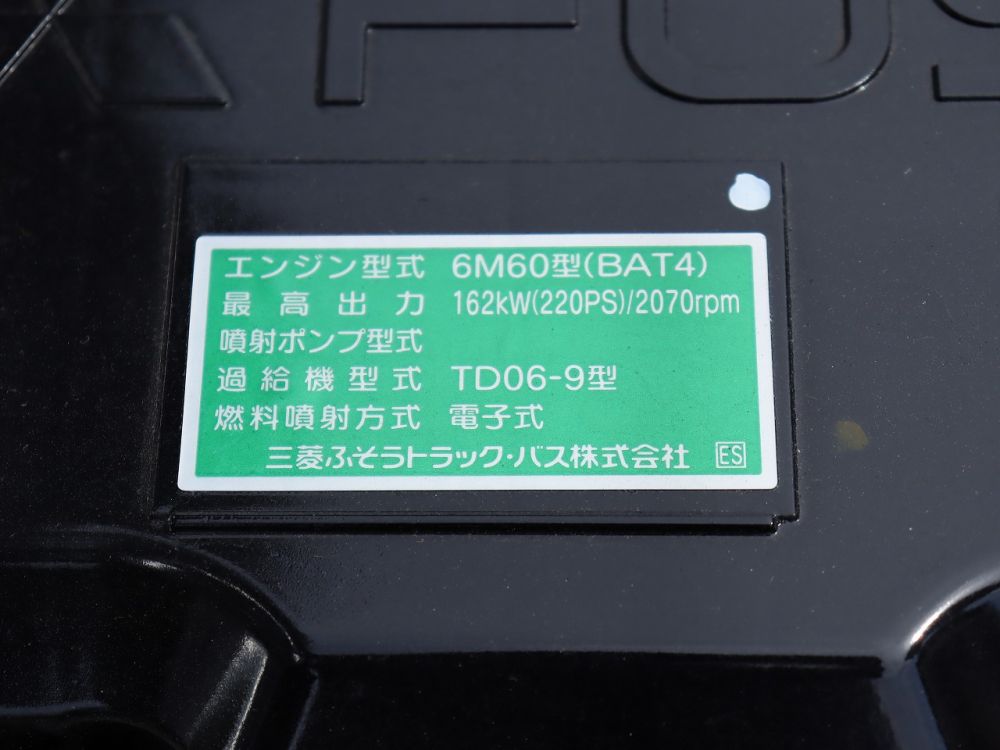 エンジン型式 6M60型(BAT4)
最高出力 162kW(220PS)/2070rpm
噴射ポンプ型式
過給機型式 TD06-9型
燃料噴射方式 電子式
三菱ふそうトラック・バス株式会社 ES